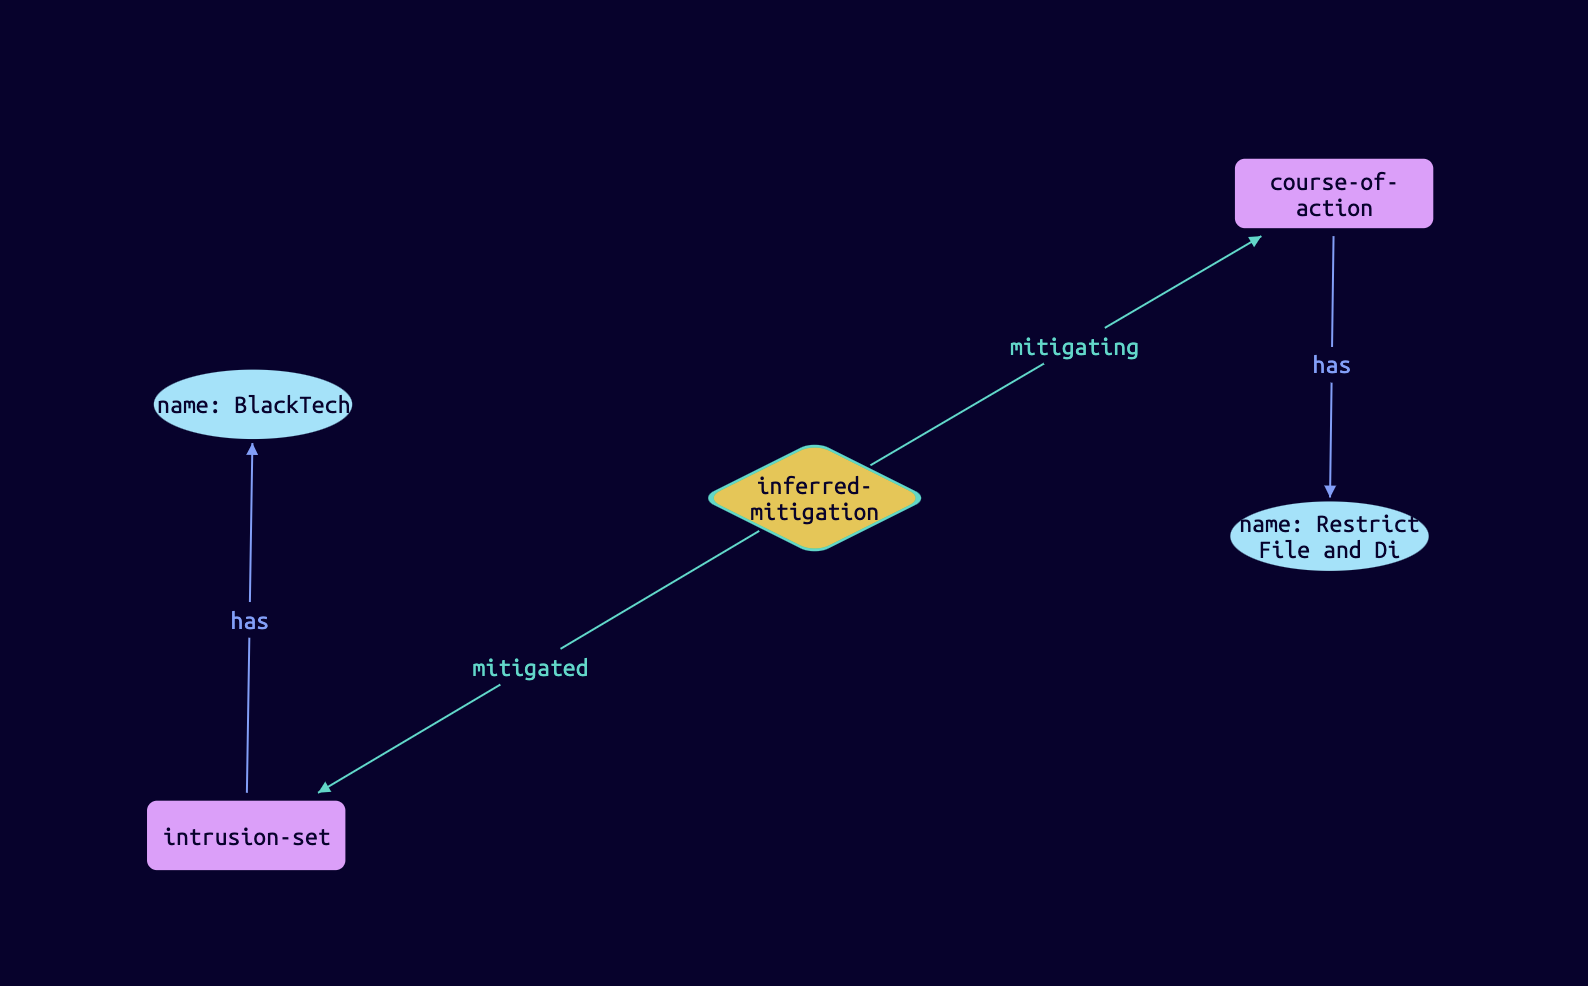 course-of-
action
mitigating
has
name: BlackTech
inferred-
mitigation
name: Restrict
File and Di
has
mitigated
intrusion-set